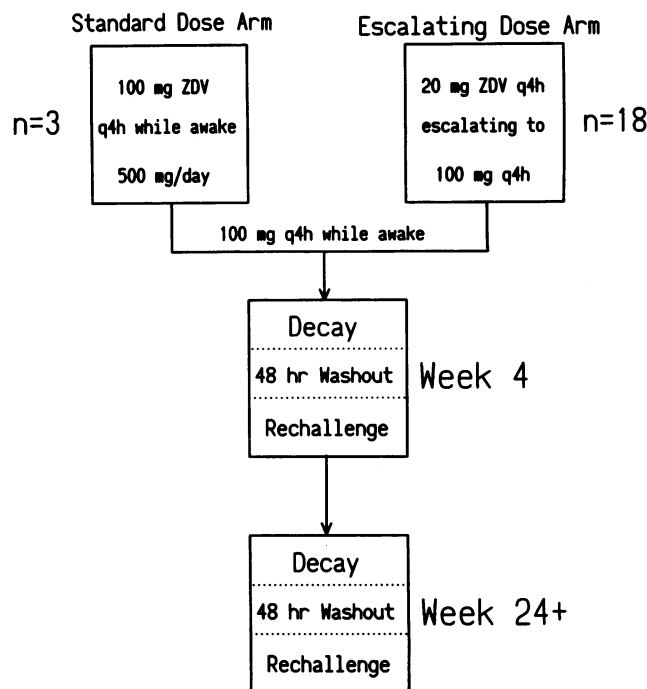 Standard Dose Arm
Escalating Dose Arm
n=3
100 mg ZDV
q4h while awake
500 mg/day
20 mg ZDV q4h
escalating to
100 mg q4h
n=18
100 mg q4h while awake
Decay
48 hr Washout
Rechallenge
Week 4
Decay
48 hr Washout
Rechallenge
Week 24+